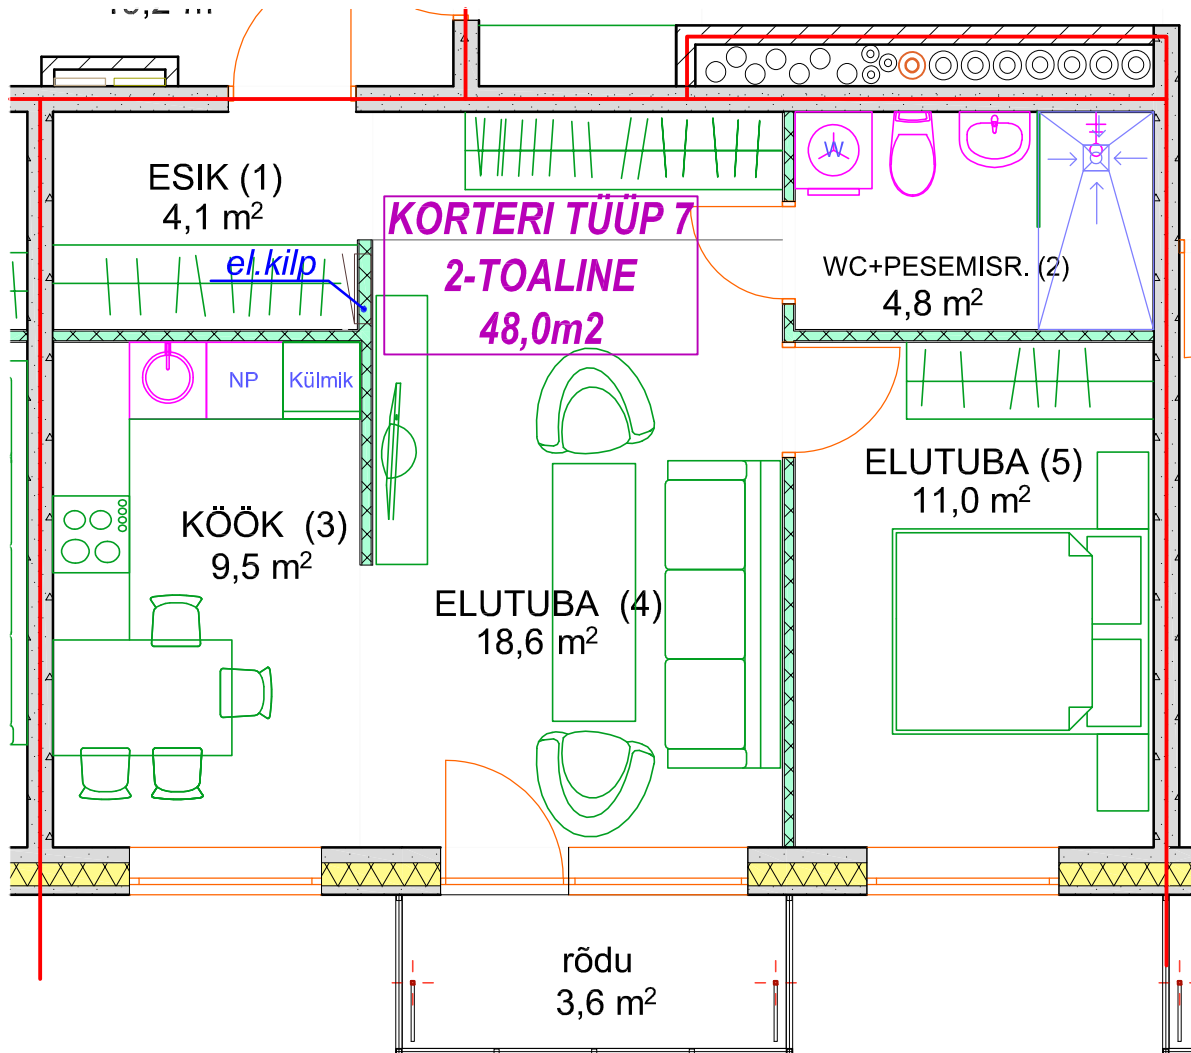 ESIK (1)
4,1 m²
KORTERI TÜÜP 7
2-TOALINE
48,0m2
el.kilp
W
WC+PESEMISR. (2)
4,8 m²
NP
Külmik
KÖÖK (3)
9,5 m²
ELUTUBA (5)
11,0 m²
ELUTUBA (4)
18,6 m²
rõdu
3,6 m²